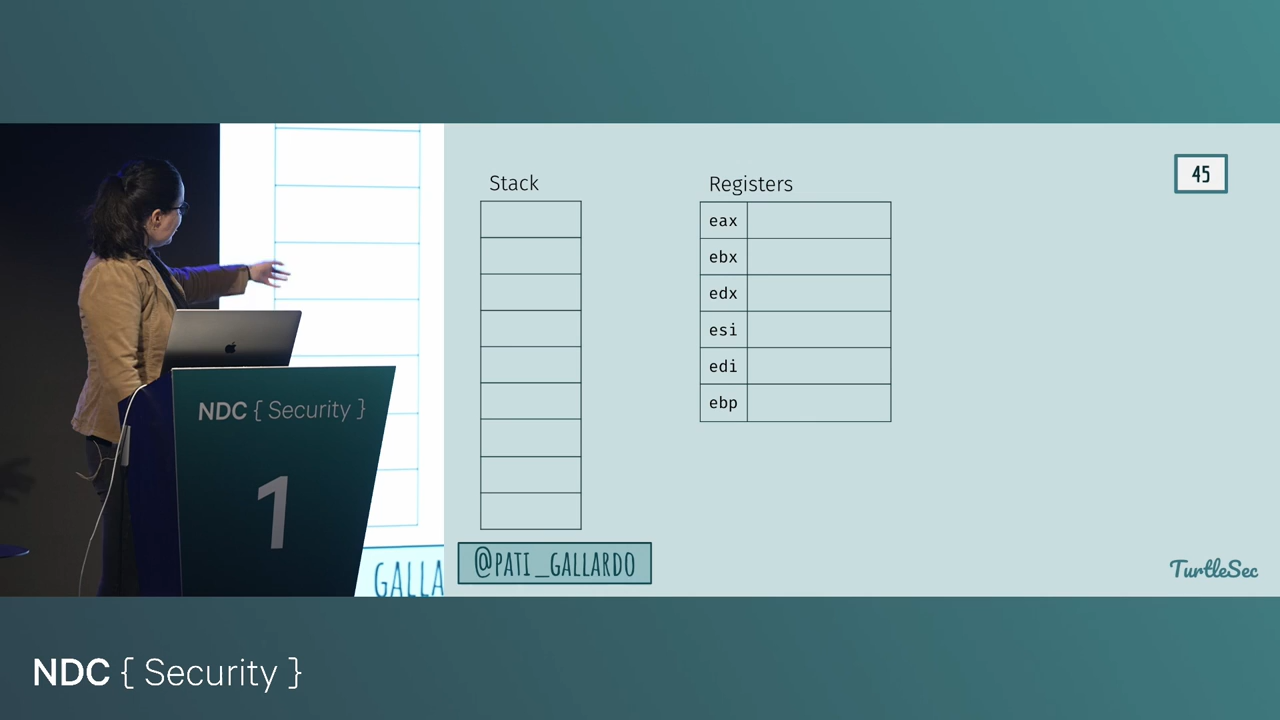 Stack
Registers
45
eax
ebx
edx
esi
edi
ebp
NDC { Security }
1
GALLA
@PATI_GALLARDO
TurtleSec
NDC { Security }